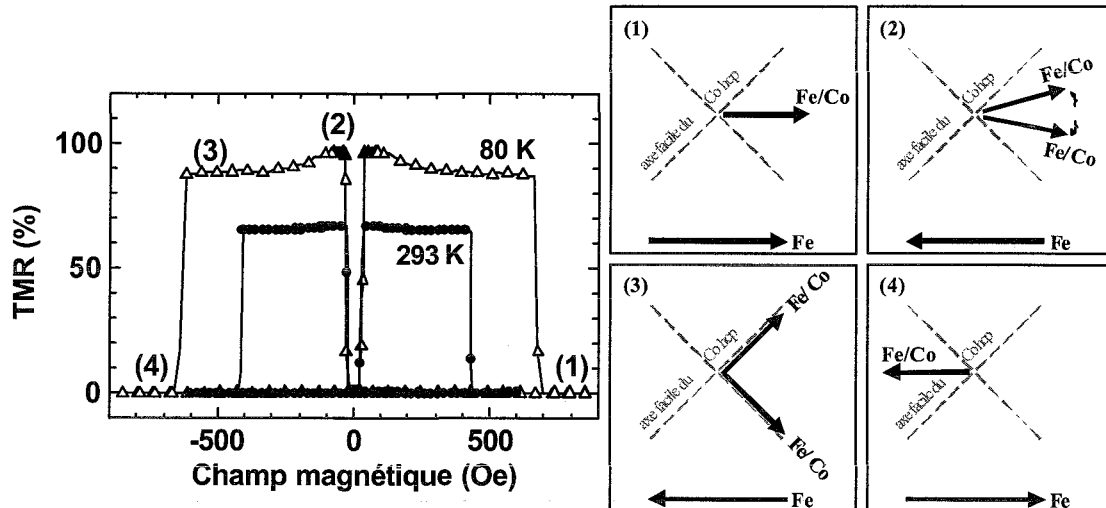 TMR (%)
100
50
0
-500
0
500
Champ magnétique (Oe)
(3)
(2)
80 K
293 K
(4)
(1)
(1)
Co hcp
axe facile du
Fe/Co
Fe
(2)
Co hcp
axe facile du
Fe/Co
Fe/Co
Fe
(3)
Co hcp
axe facile du
Fe/Co
Fe/Co
Fe
(4)
Co hcp
axe facile du
Fe/Co
Fe